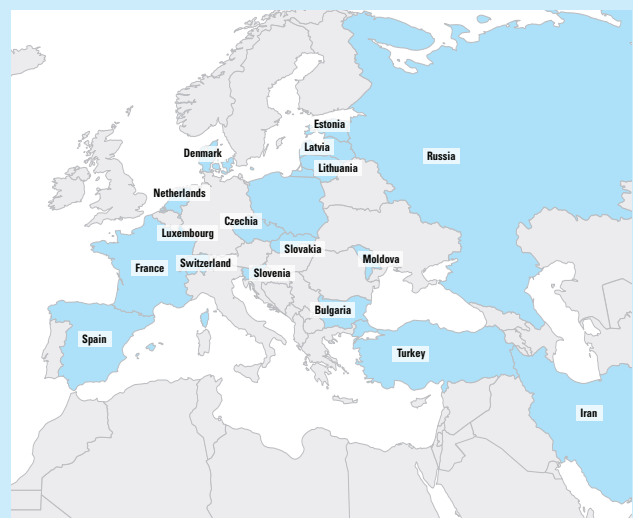 Estonia
Latvia
Denmark
Russia
Lithuania
Netherlands
Czechia
Luxembourg
Slovakia
Moldova
Switzerland
France
Slovenia
Bulgaria
Spain
Turkey
Iran